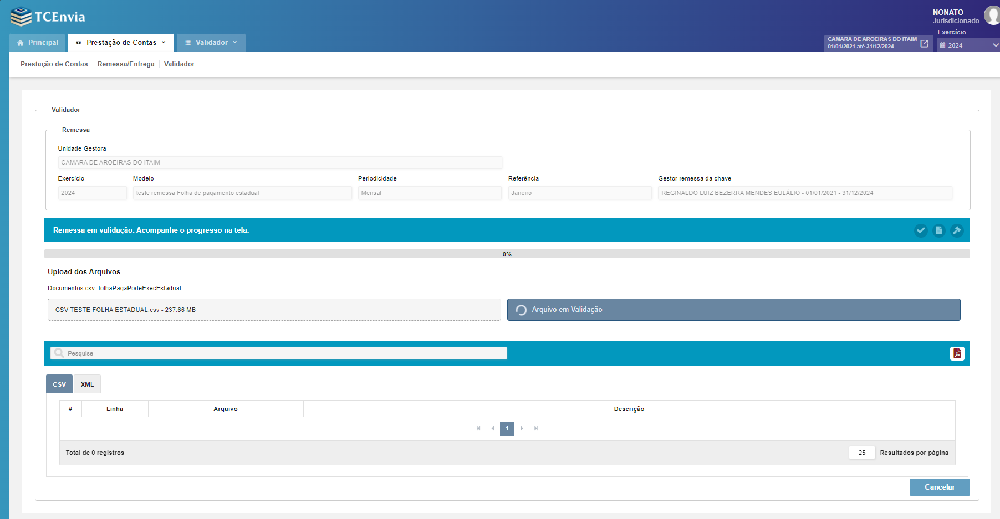 TCEnvia
NONATO
Jurisdicionado
Principal
Prestação de Contas
Validador
CAMARA DE AROEIRAS DO ITAIM
01/01/2021 até 31/12/2024
Exercício
2024
Prestação de Contas
Remessa/Entrega
Validador
Validador
Remessa
Unidade Gestora
CAMARA DE AROEIRAS DO ITAIM
Exercício
Modelo
Periodicidade
Referência
Gestor remessa da chave
2024
teste remessa Folha de pagamento estadual
Mensal
Janeiro
REGINALDO LUIZ BEZERRA MENDES EULÁLIO - 01/01/2021 - 31/12/2024
Remessa em validação. Acompanhe o progresso na tela.
0%
Upload dos Arquivos
Documentos csv: folhaPagaPodeExecEstadual
CSV TESTE FOLHA ESTADUAL.csv - 237.66 MB
Arquivo em Validação
Pesquise
CSV
XML
#
Linha
Arquivo
Descrição
1
Total de 0 registros
25
Resultados por página
Cancelar